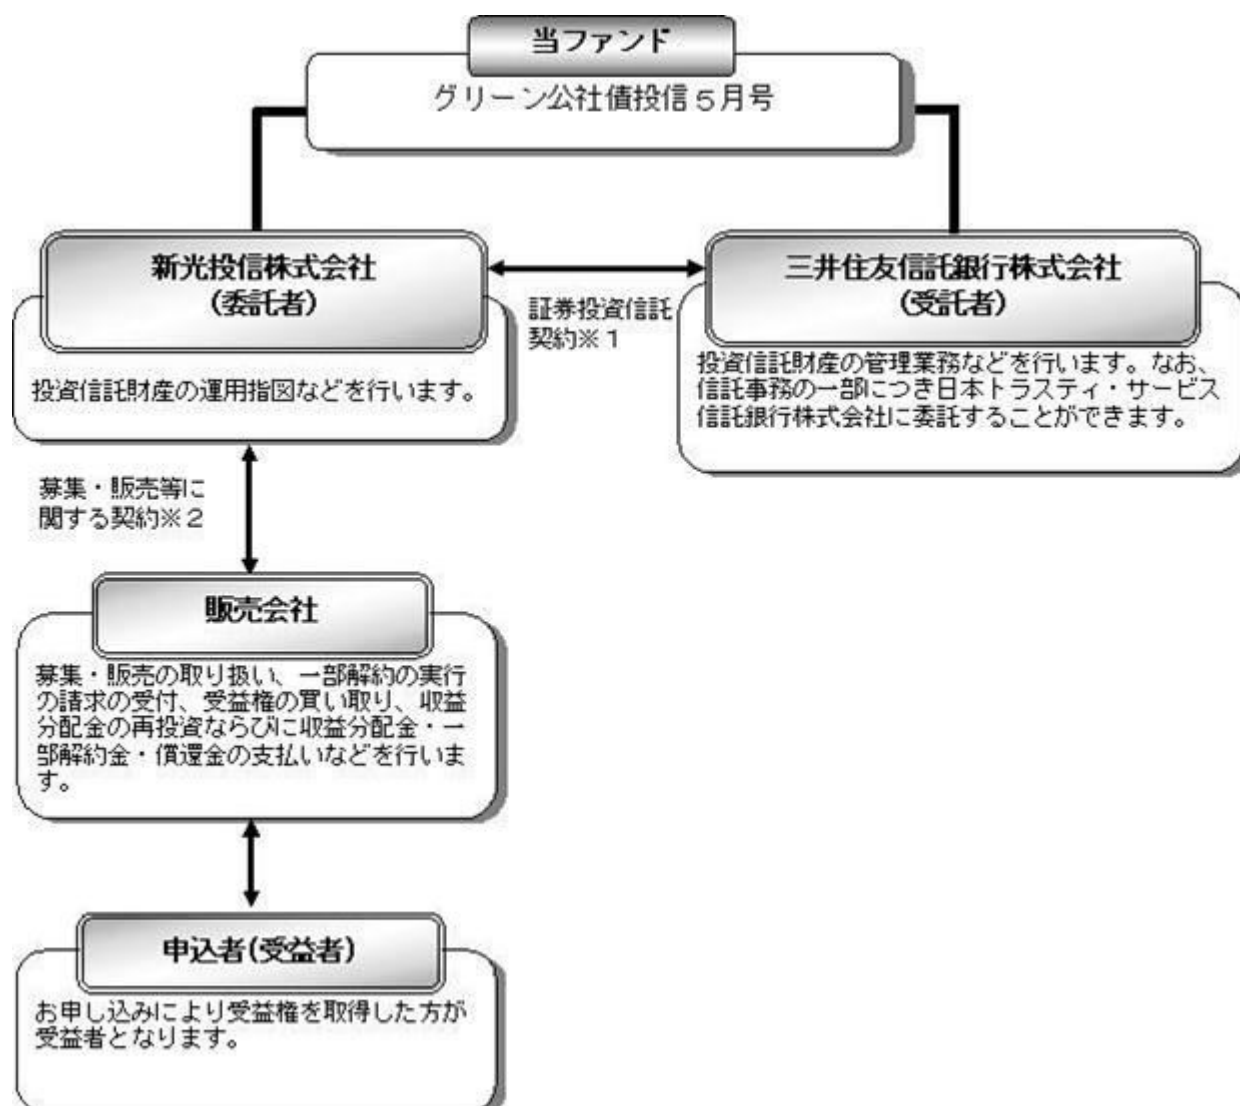 当ファンド
グリーン公社債投信５月号
新光投信株式会社
(委託者)
投資信託財産の運用指図などを行います。
証券投資信託
契約※１
三井住友信託銀行株式会社
(受託者)
投資信託財産の管理業務などを行います。なお、
信託事務の一部につき日本トラスティ・サービス
信託銀行株式会社に委託することができます。
募集・販売等に
関する契約※２
販売会社
募集・販売の取り扱い、一部解約の実行
の請求の受付、受益権の買い取り、収益
分配金の再投資ならびに収益分配金・一
部解約金・償還金の支払いなどを行いま
す。
申込者(受益者)
お申し込みにより受益権を取得した方が
受益者となります。